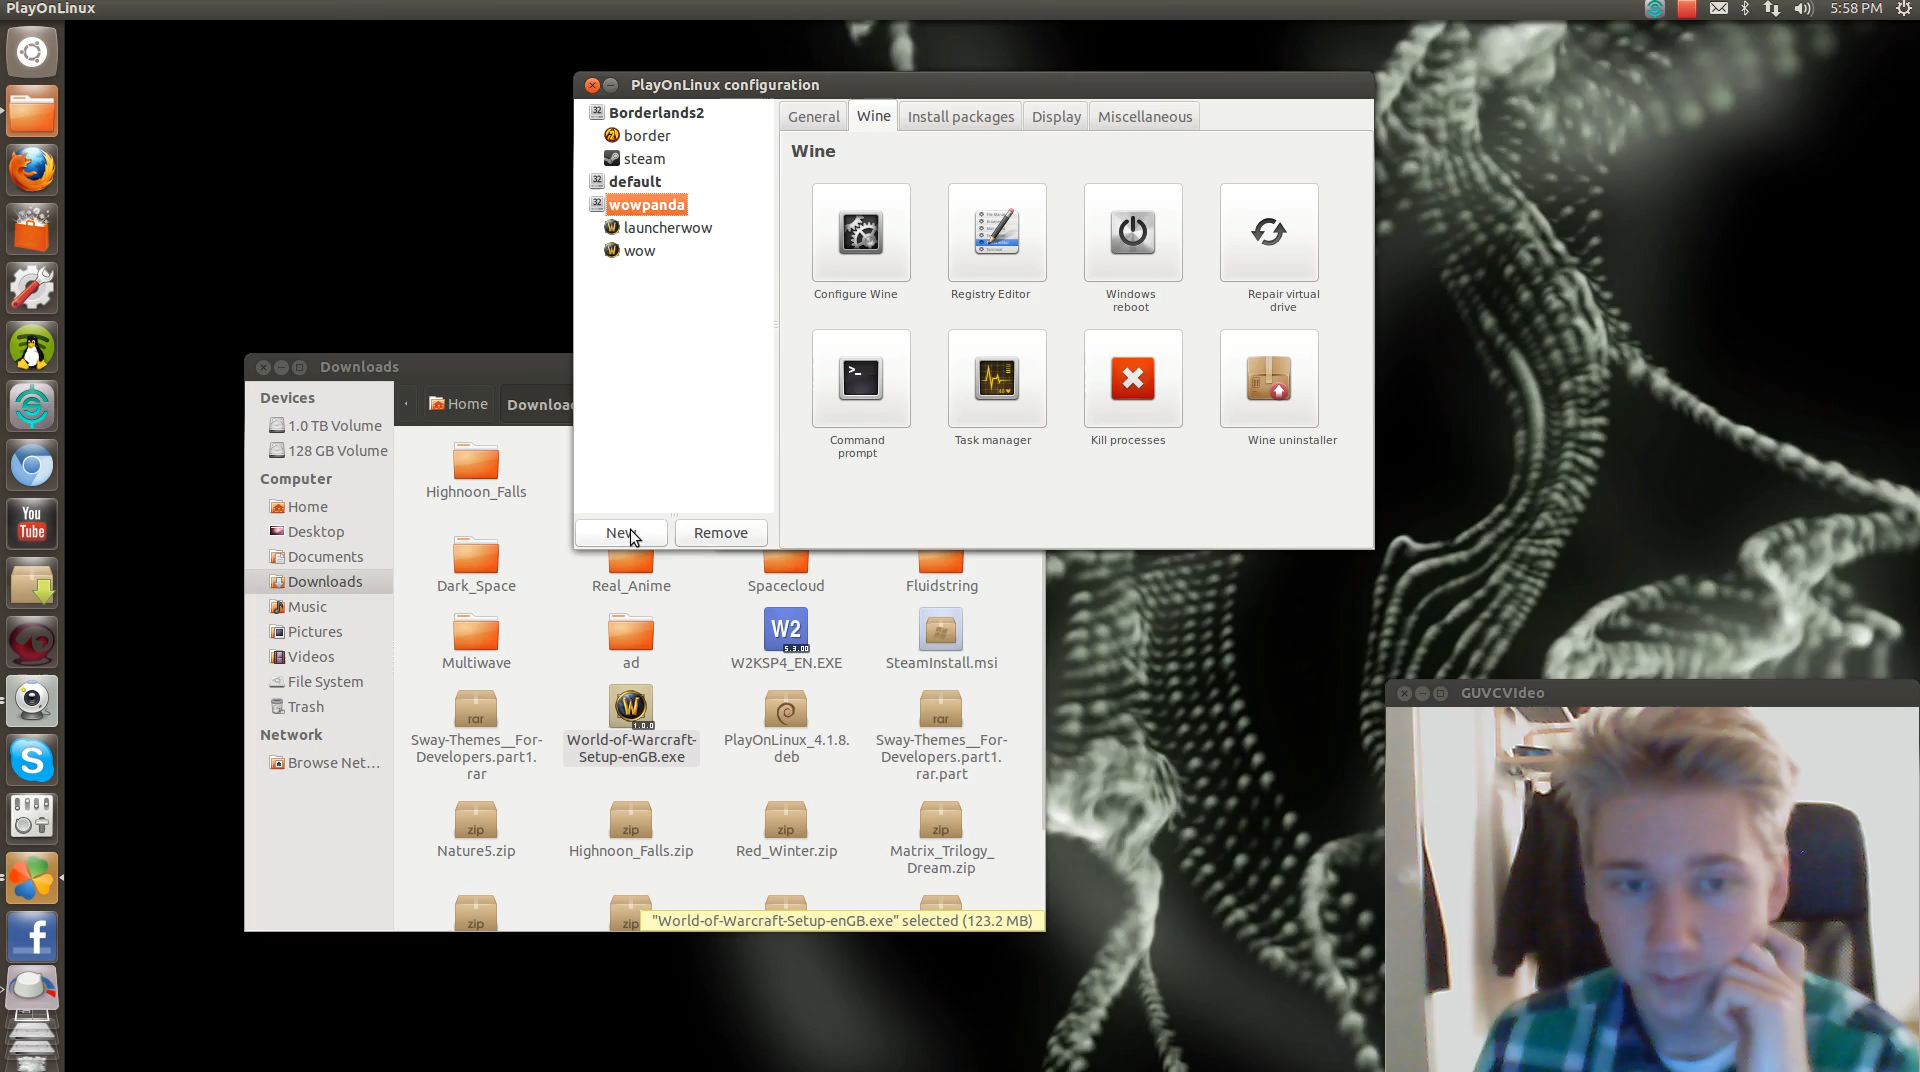 PlayOnLinux
5:58 PM
PlayOnLinux configuration
Borderlands2
border
steam
default
wowpanda
launcherwow
wow
New
Remove
General
Wine
Install packages
Display
Miscellaneous
Wine
Configure Wine
Registry Editor
Windows
reboot
Repair virtual
drive
Command
prompt
Task manager
Kill processes
Wine uninstaller
Downloads
Devices
1.0 TB Volume
128 GB Volume
Computer
Home
Desktop
Documents
Downloads
Music
Pictures
Videos
File System
Trash
Network
Browse Net...
Home
Highnoon_Falls
Dark_Space
Real_Anime
Spacecloud
Fluidstring
Multiwave
ad
W2
5.3.00
W2KSP4_EN.EXE
SteamInstall.msi
rar
Sway-Themes__For-
Developers.part1.
rar
1.0.0
World-of-Warcraft-
Setup-enGB.exe
PlayOnLinux_4.1.8.
deb
rar
Sway-Themes__For-
Developers.part1.
rar.part
zip
Nature5.zip
zip
Highnoon_Falls.zip
zip
Red_Winter.zip
zip
Matrix_Trilogy_
Dream.zip
zip
zip
"World-of-Warcraft-Setup-enGB.exe" selected (123.2 MB)
You
Tube
GUVCVIdeo